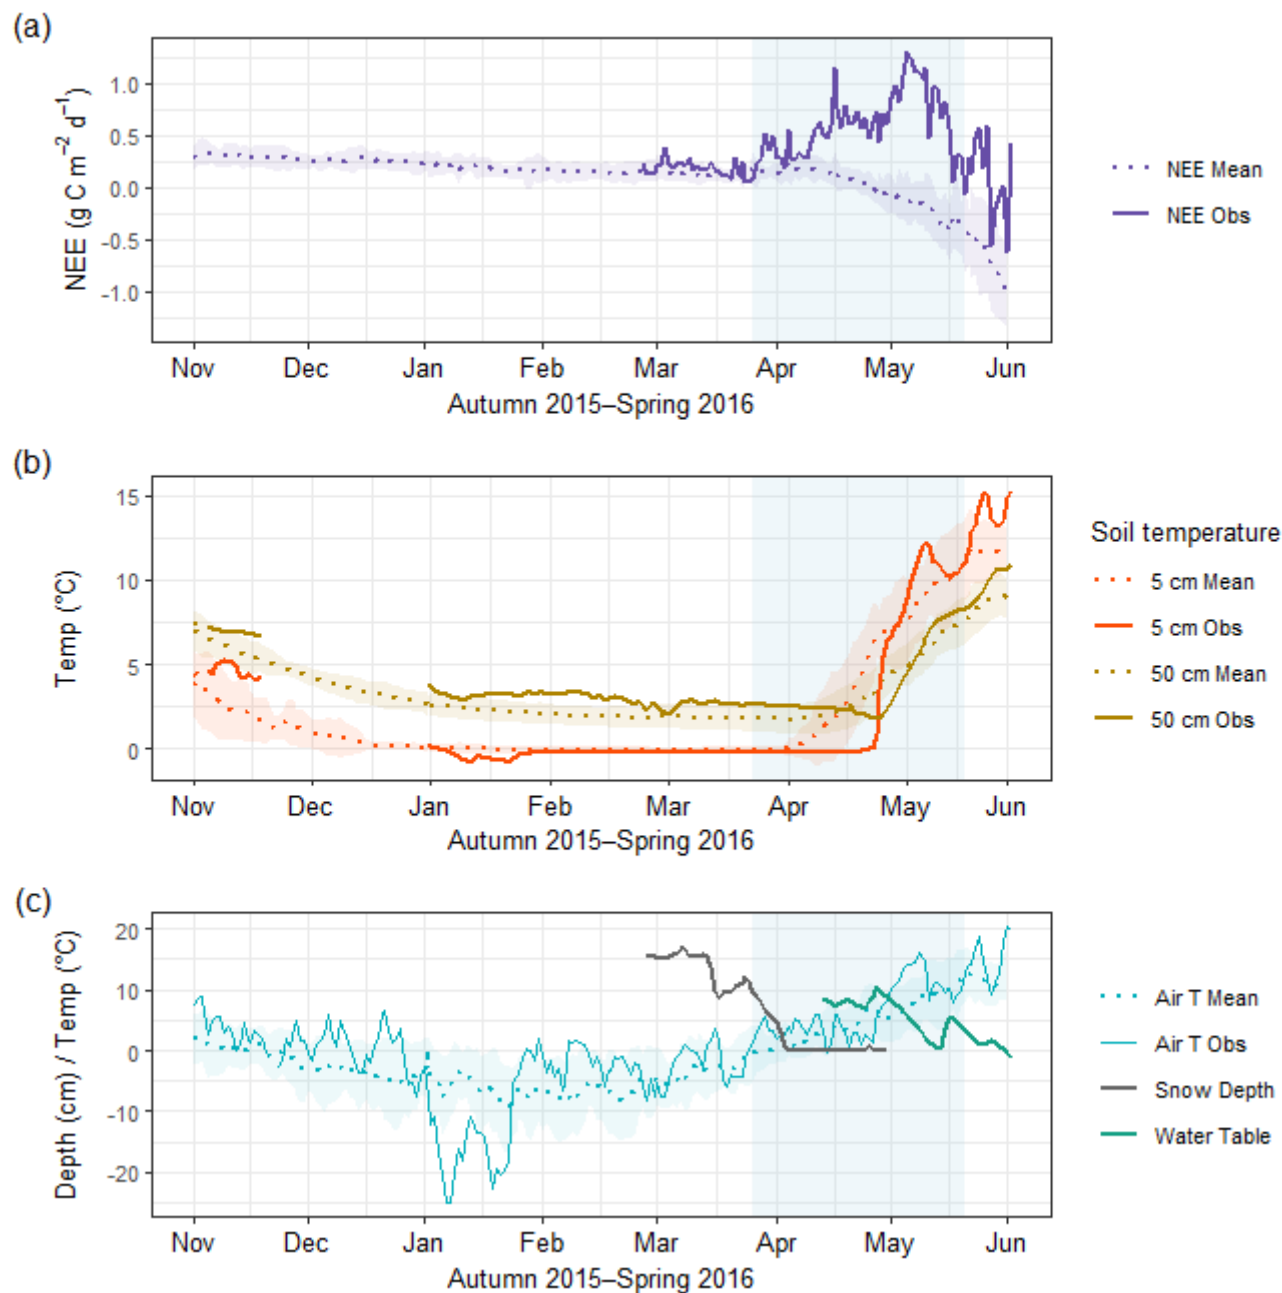 (a)
NEE (g C m⁻² d⁻¹)
1.0
0.5
0.0
-0.5
-1.0
Nov Dec Jan Feb Mar Apr May Jun
Autumn 2015–Spring 2016
NEE Mean
NEE Obs
(b)
Temp (°C)
15
10
5
0
Nov Dec Jan Feb Mar Apr May Jun
Autumn 2015–Spring 2016
Soil temperature
5 cm Mean
5 cm Obs
50 cm Mean
50 cm Obs
(c)
Depth (cm) / Temp (°C)
20
10
0
-10
-20
Nov Dec Jan Feb Mar Apr May Jun
Autumn 2015–Spring 2016
Air T Mean
Air T Obs
Snow Depth
Water Table